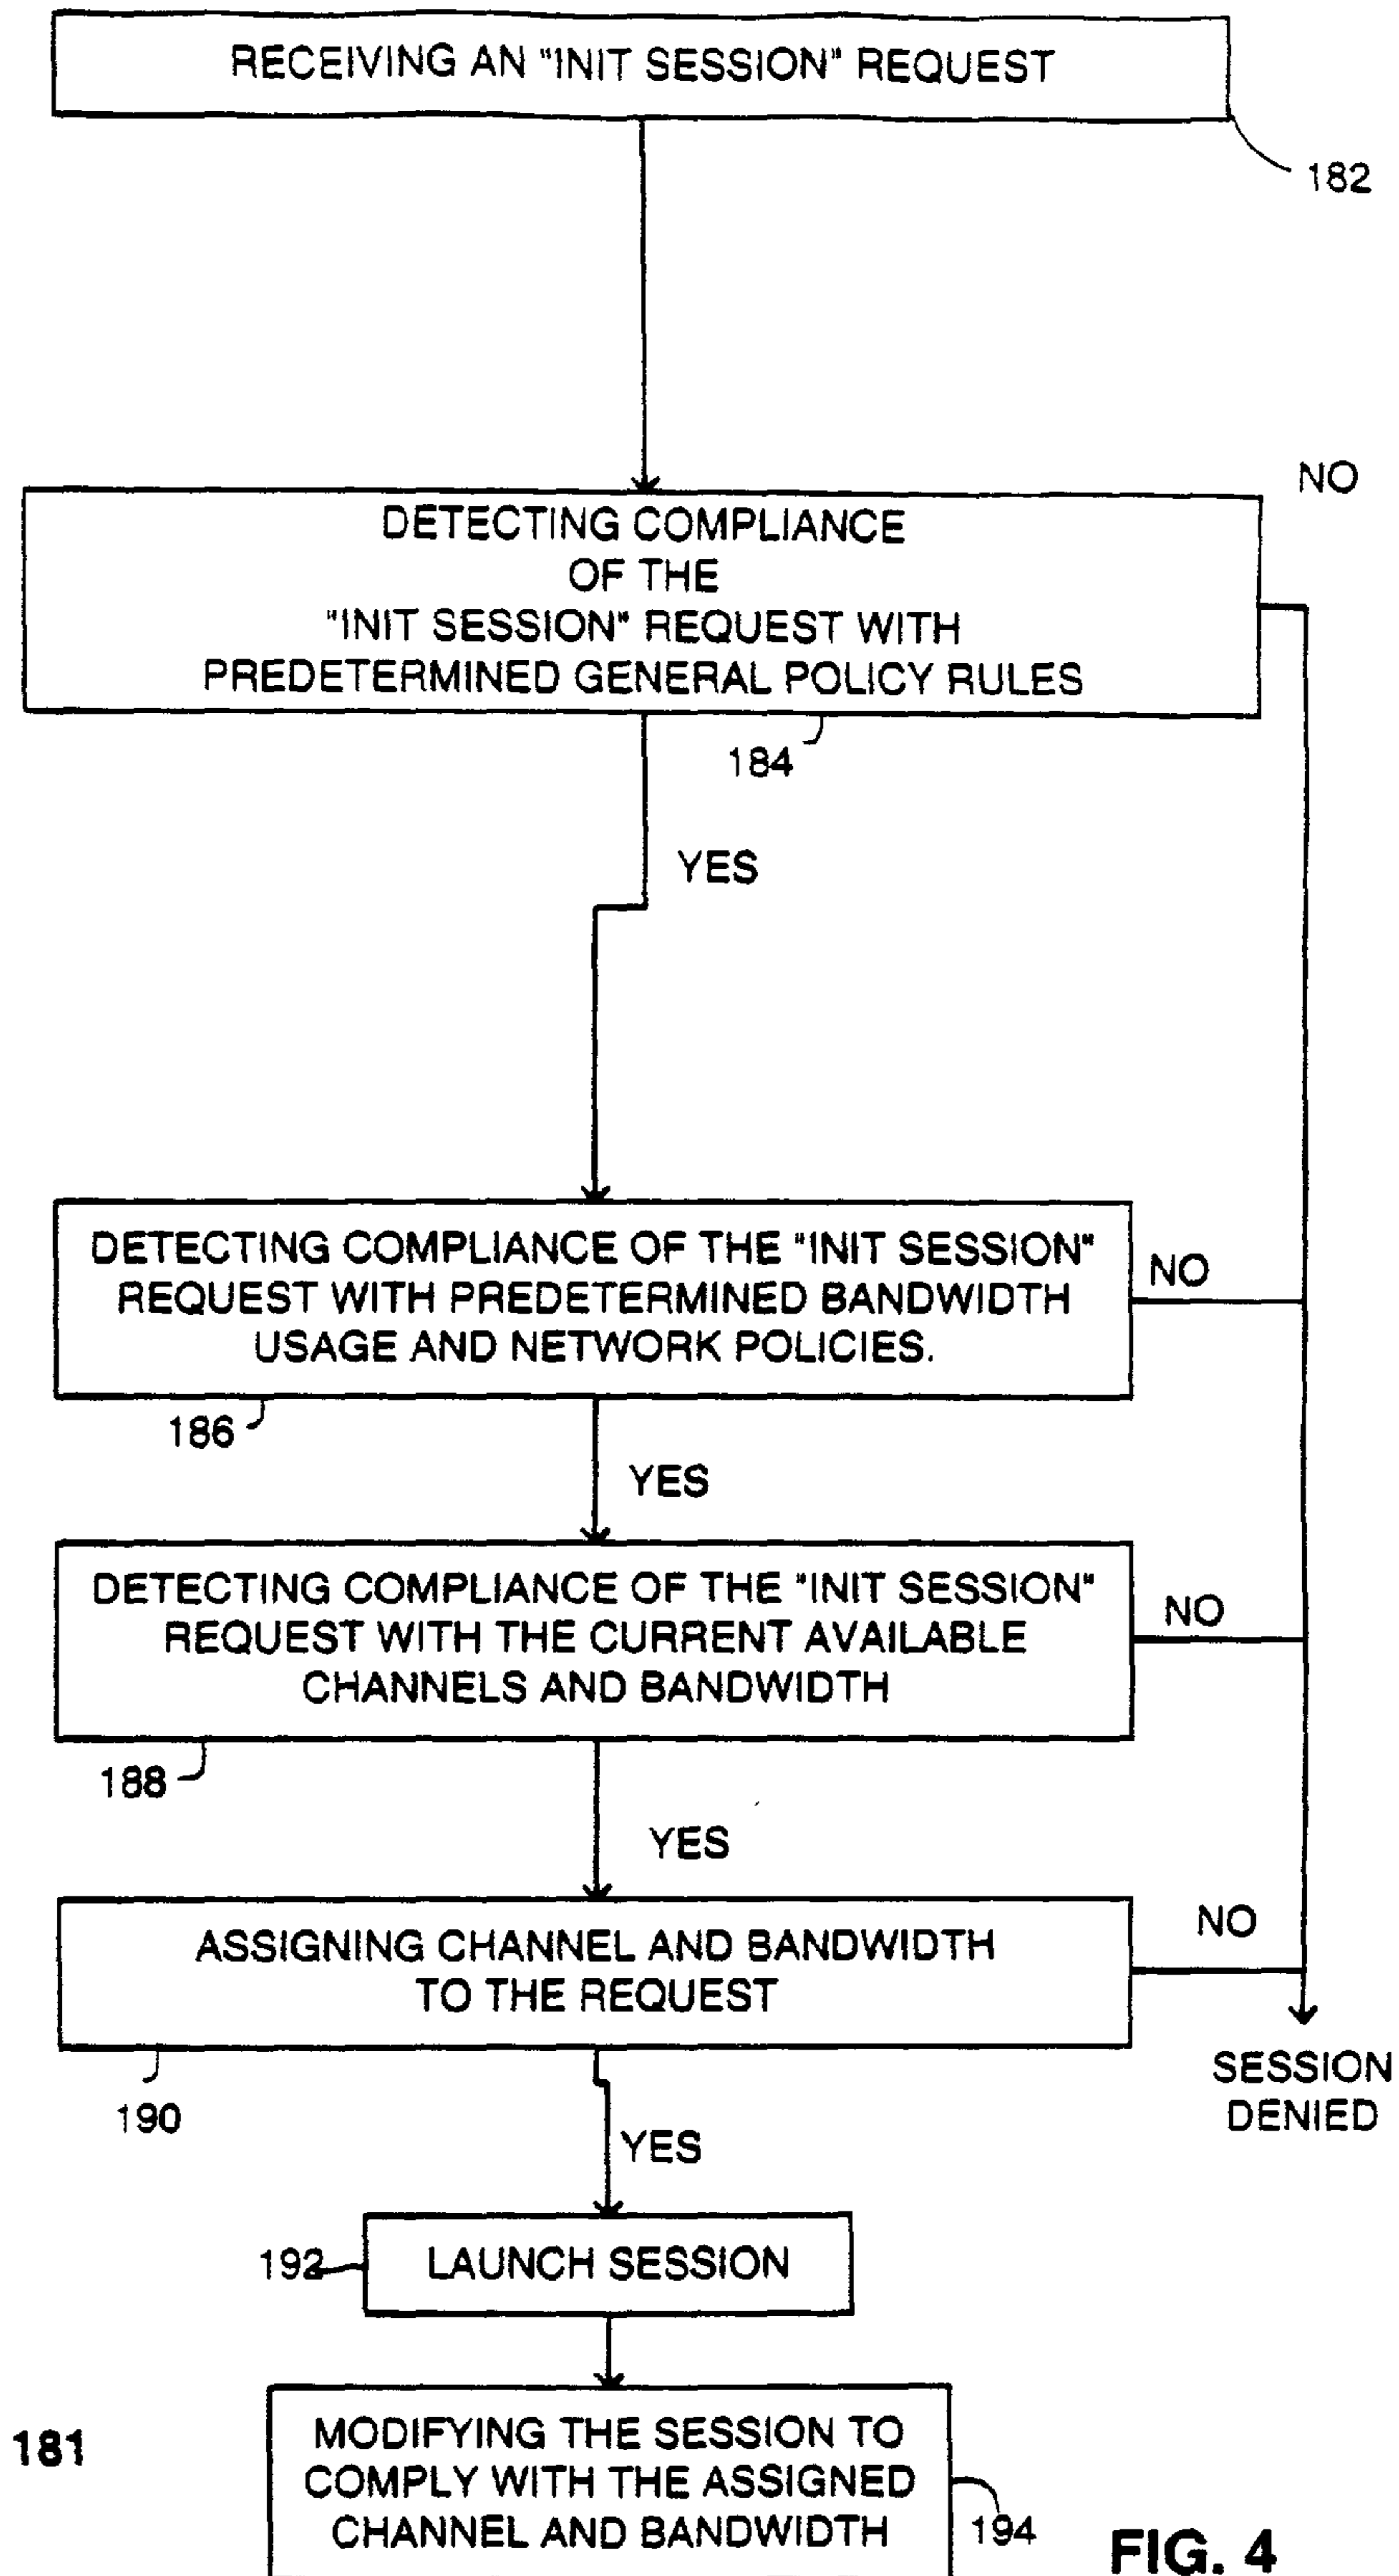 RECEIVING AN "INIT SESSION" REQUEST
182
NO
DETECTING COMPLIANCE
OF THE
"INIT SESSION" REQUEST WITH
PREDETERMINED GENERAL POLICY RULES
184
YES
DETECTING COMPLIANCE OF THE "INIT SESSION"
REQUEST WITH PREDETERMINED BANDWIDTH
USAGE AND NETWORK POLICIES.
NO
186
YES
DETECTING COMPLIANCE OF THE "INIT SESSION"
REQUEST WITH THE CURRENT AVAILABLE
CHANNELS AND BANDWIDTH
NO
188
YES
ASSIGNING CHANNEL AND BANDWIDTH
TO THE REQUEST
NO
190
SESSION
DENIED
YES
192
LAUNCH SESSION
181
MODIFYING THE SESSION TO
COMPLY WITH THE ASSIGNED
CHANNEL AND BANDWIDTH
194
FIG. 4